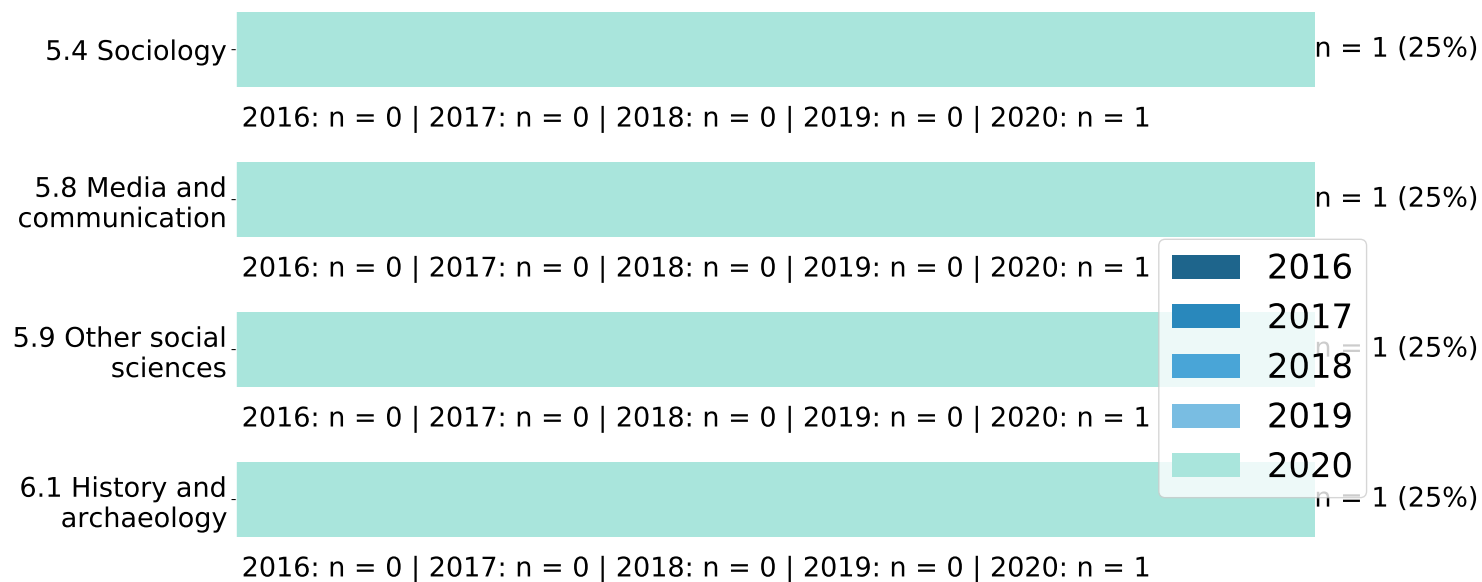 5.4 Sociology
n = 1 (25%)
2016: n = 0 | 2017: n = 0 | 2018: n = 0 | 2019: n = 0 | 2020: n = 1
5.8 Media and
communication
n = 1 (25%)
2016: n = 0 | 2017: n = 0 | 2018: n = 0 | 2019: n = 0 | 2020: n = 1
5.9 Other social
sciences
n = 1 (25%)
2016: n = 0 | 2017: n = 0 | 2018: n = 0 | 2019: n = 0 | 2020: n = 1
6.1 History and
archaeology
n = 1 (25%)
2016: n = 0 | 2017: n = 0 | 2018: n = 0 | 2019: n = 0 | 2020: n = 1
2016
2017
2018
2019
2020